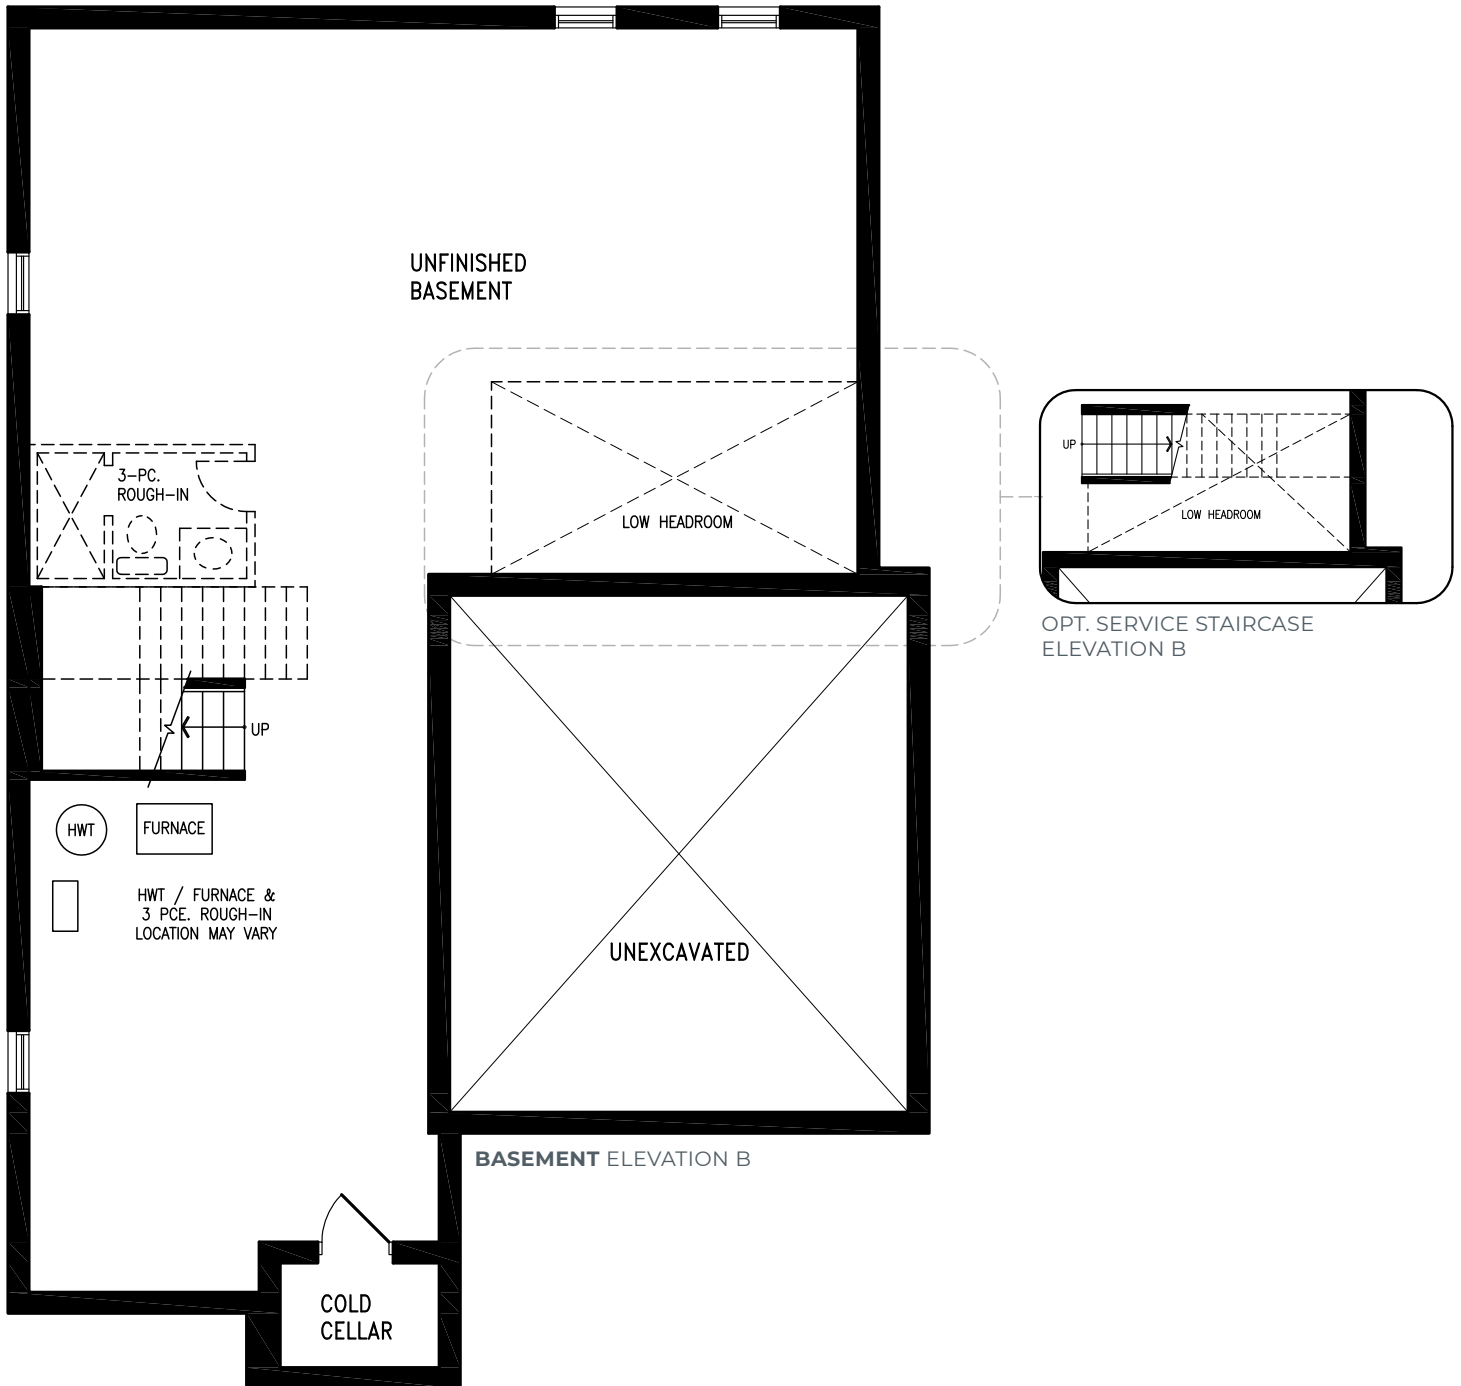 UNFINISHED
BASEMENT
3-PC.
ROUGH-IN
LOW HEADROOM
UP
LOW HEADROOM
OPT. SERVICE STAIRCASE
ELEVATION B
UP
HWT
FURNACE
HWT / FURNACE &
3 PCE. ROUGH-IN
LOCATION MAY VARY
UNEXCAVATED
BASEMENT ELEVATION B
COLD
CELLAR